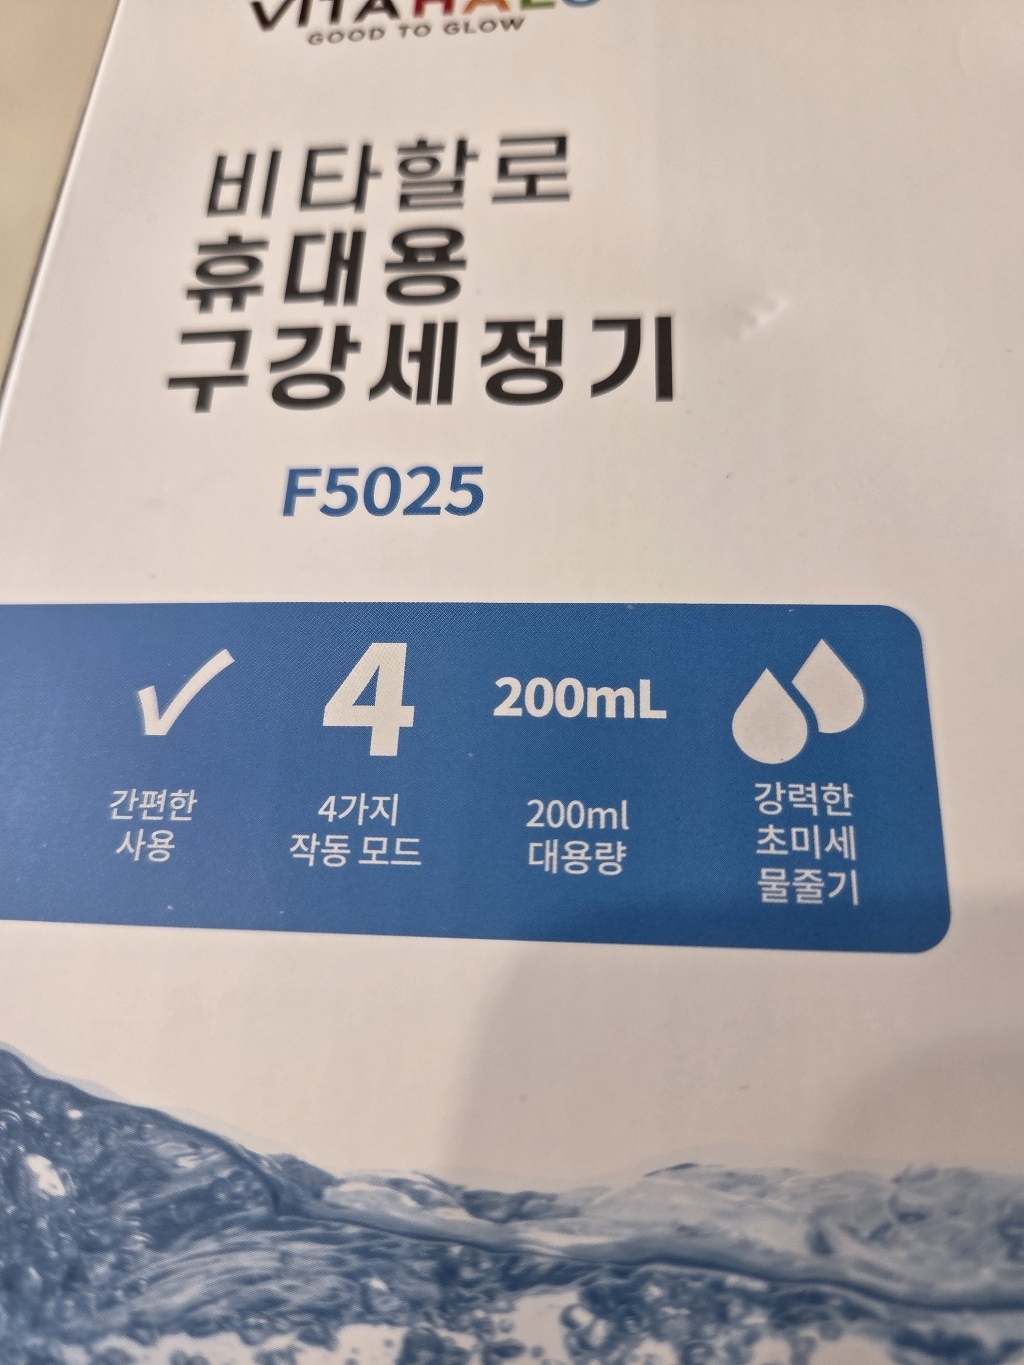 VITAHALO
GOOD TO GLOW
비타할로
휴대용
구강세정기
F5025
간편한
사용
4
4가지
작동 모드
200mL
200ml
대용량
강력한
초미세
물줄기